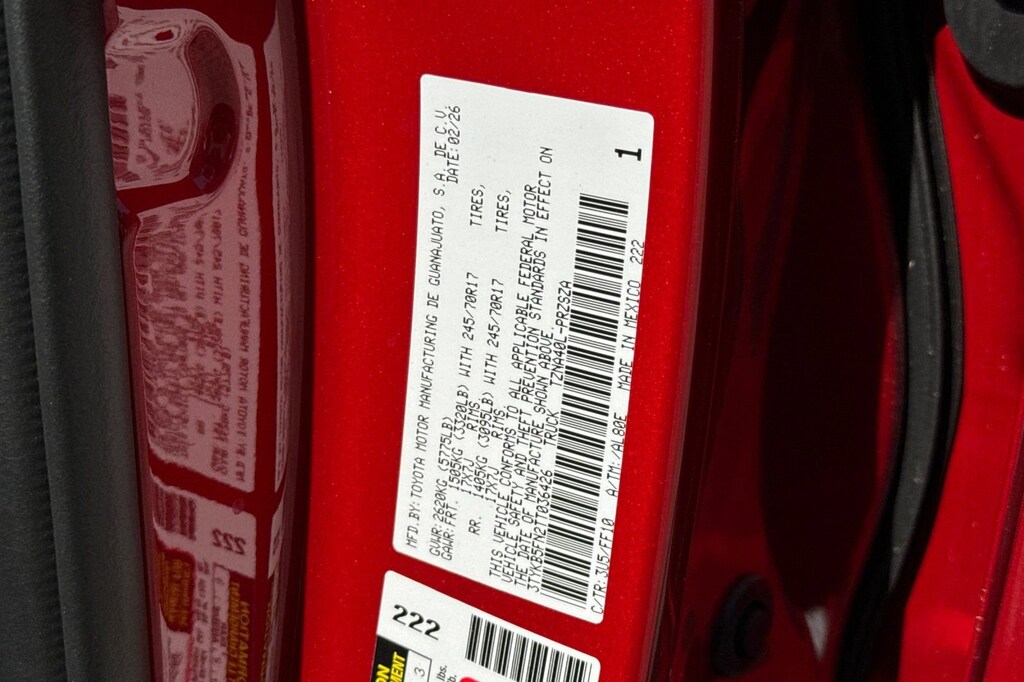 MFD.BY: TOYOTA MOTOR MANUFACTURING DE GUANAJUATO, S.A. DE C.V.
DATE: 02/26
GVWR: 2620KG (5775LB)
GAWR: FRT. 1505KG (3320LB) WITH 245/70R17 TIRES,
17X7J RIMS
RR. 1405KG (3095LB) WITH 245/70R17 TIRES,
17X7J RIMS.
THIS VEHICLE CONFORMS TO ALL APPLICABLE FEDERAL MOTOR
VEHICLE SAFETY AND THEFT PREVENTION STANDARDS IN EFFECT ON
THE DATE OF MANUFACTURE SHOWN ABOVE.
3TYKB5FN2TT036426 TRUCK TZNA40L-PRZSZA
1
C/TR:3U5/FF10 A/TM:/AL80E MADE IN MEXICO 222
222
3
lbs.